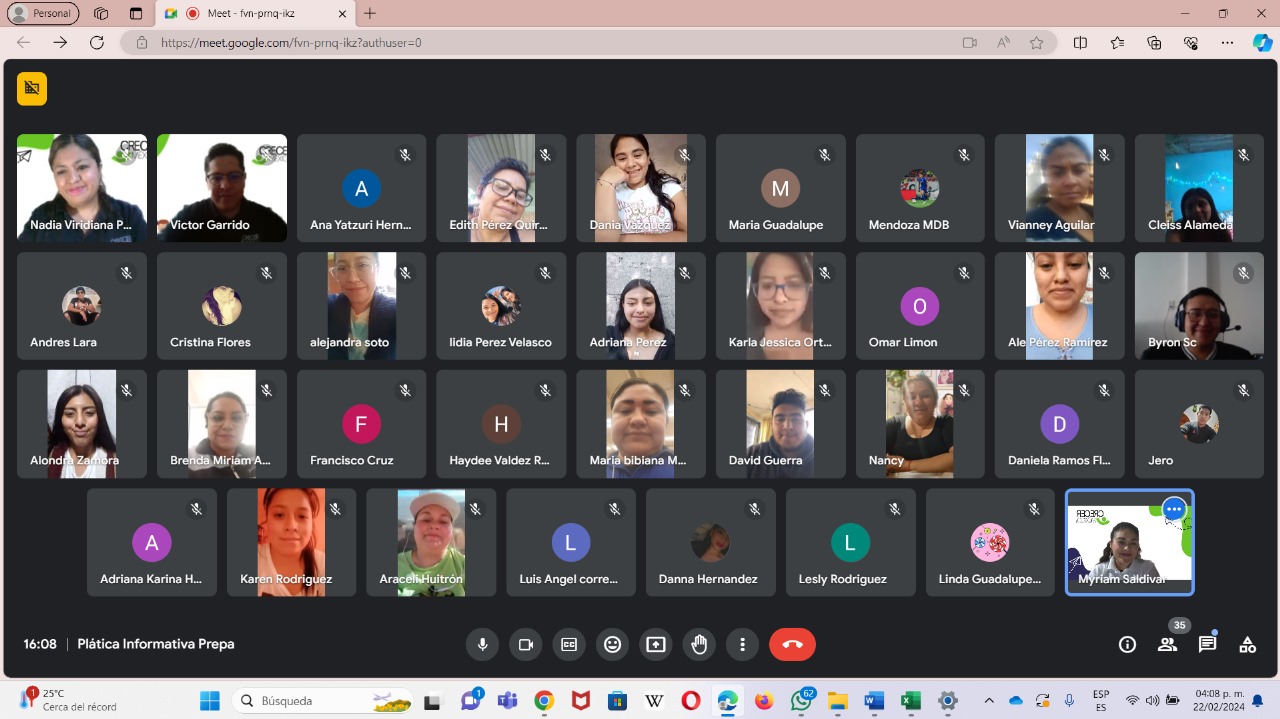 Personal
Meet - fvn-prnq-ikz
https://meet.google.com/fvn-prnq-ikz?authuser=0
Nadia Viridiana P...
Victor Garrido
A
Ana Yatzuri Hern...
Edith Pérez Quir...
Dania Vázquez
M
Maria Guadalupe
Mendoza MDB
Vianney Aguilar
Cleiss Alameda
Andres Lara
Cristina Flores
alejandra soto
lidia Perez Velasco
Adriana Perez
Karla Jessica Ort...
O
Omar Limon
Ale Pérez Ramírez
Byron Sc
Alondra Zamora
Brenda Miriam A...
F
Francisco Cruz
H
Haydee Valdez R...
Maria bibiana M...
David Guerra
Nancy
D
Daniela Ramos Fl...
Jero
A
Adriana Karina H...
Karen Rodriguez
Araceli Huitrón
L
Luis Angel corre...
Danna Hernandez
L
Lesly Rodriguez
Linda Guadalupe...
Myriam Saldivar
16:08 | Plática Informativa Prepa
35
1
25°C
Cerca del récord
Búsqueda
1
W
62
ESP
ES
04:08 p. m.
22/02/2024